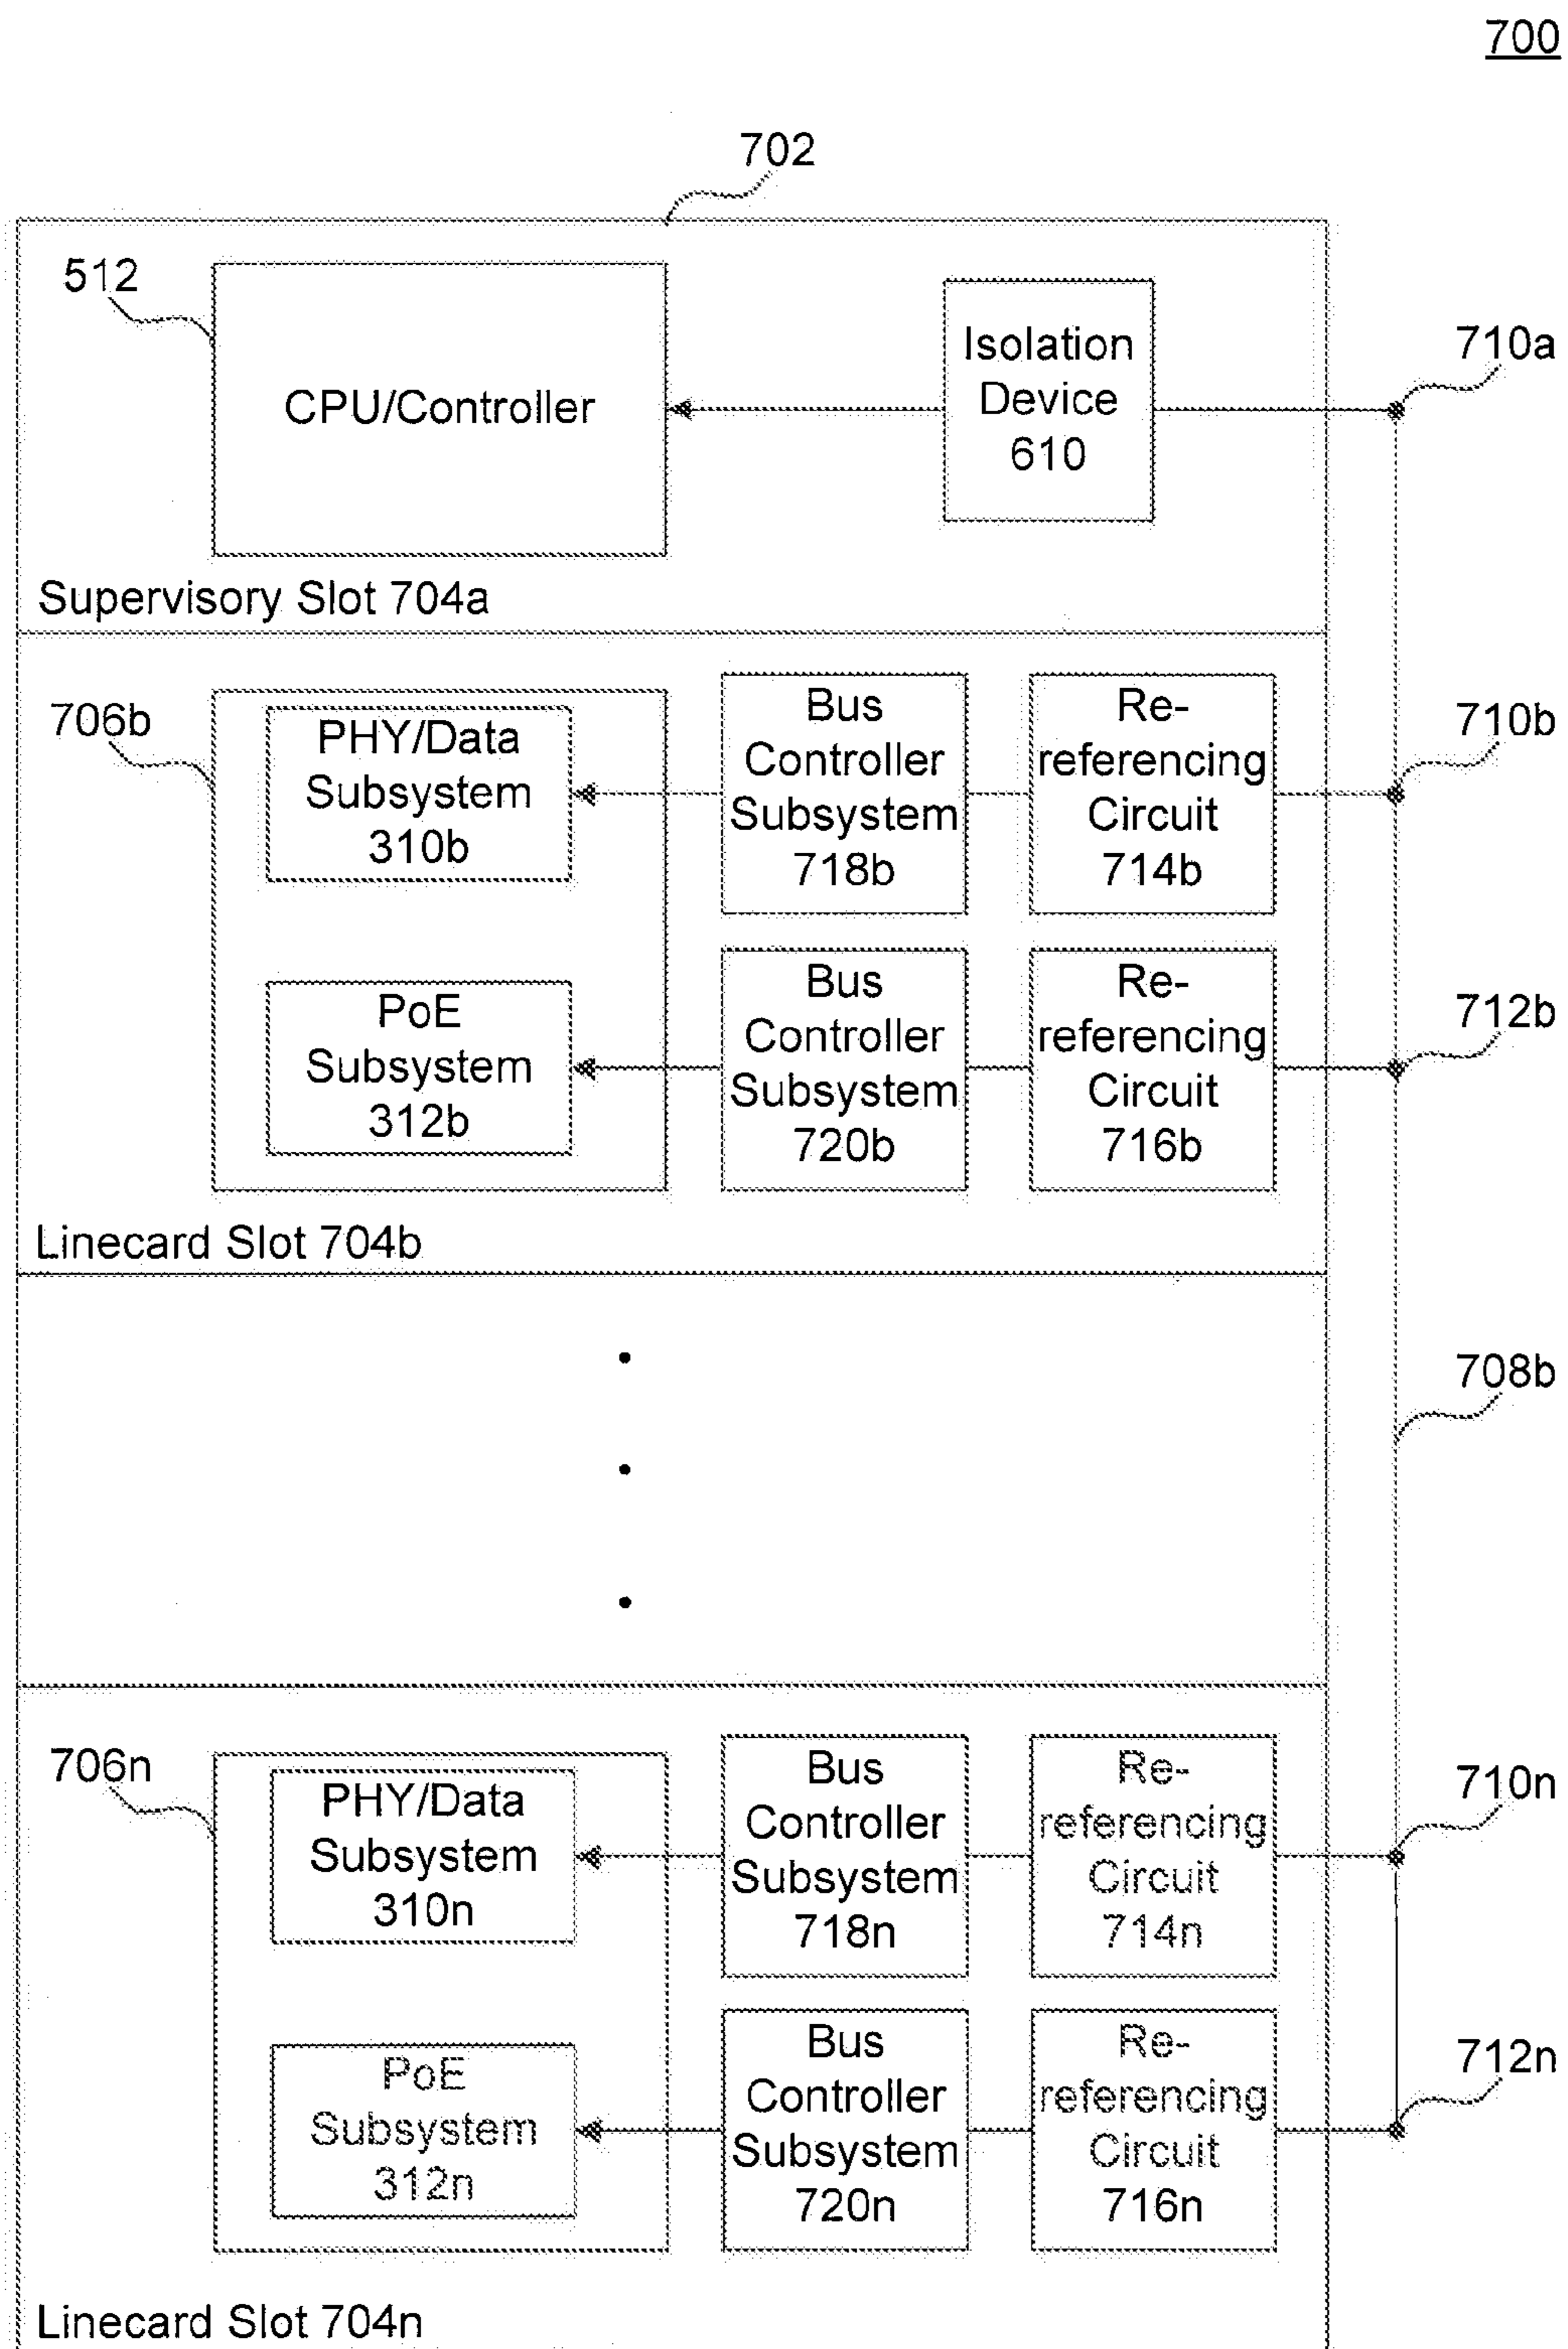 700
702
512
CPU/Controller
Isolation
Device
610
710a
Supervisory Slot 704a
706b
PHY/Data
Subsystem
310b
Bus
Controller
Subsystem
718b
Re-
referencing
Circuit
714b
710b
PoE
Subsystem
312b
Bus
Controller
Subsystem
720b
Re-
referencing
Circuit
716b
712b
Linecard Slot 704b
708b
706n
PHY/Data
Subsystem
310n
Bus
Controller
Subsystem
718n
Re-
referencing
Circuit
714n
710n
PoE
Subsystem
312n
Bus
Controller
Subsystem
720n
Re-
referencing
Circuit
716n
712n
Linecard Slot 704n